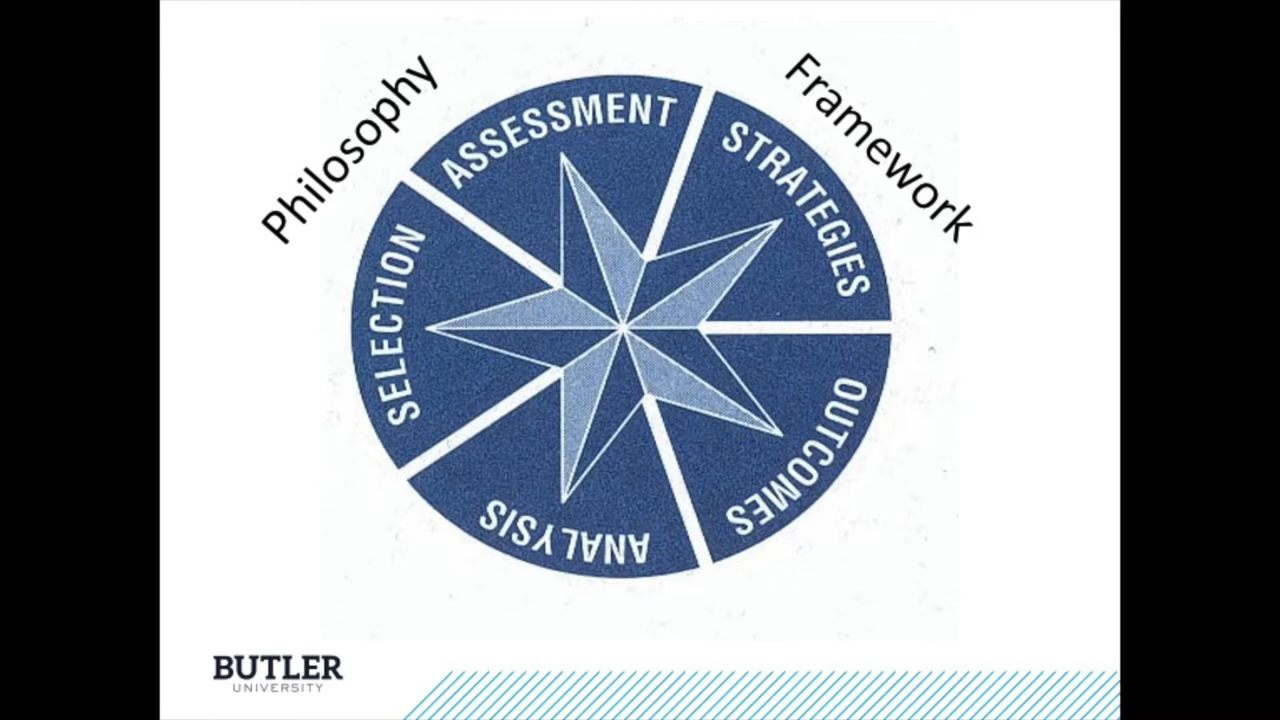 Philosophy
Framework
ASSESSMENT
STRATEGIES
OUTCOMES
ANALYSIS
SELECTION
BUTLER
UNIVERSITY